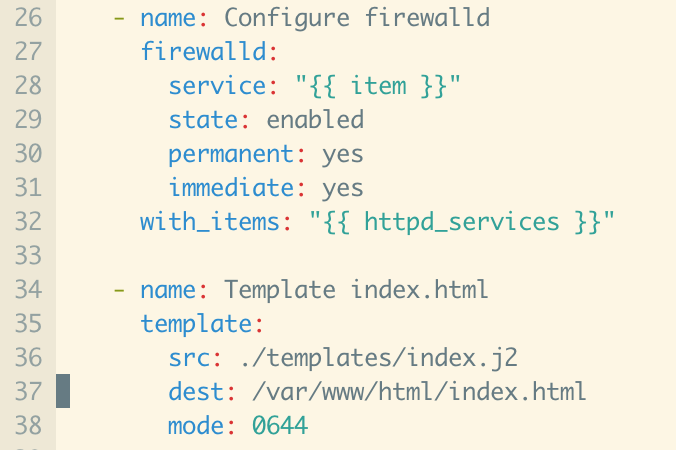 26     - name: Configure firewalld
27       firewalld:
28         service: "{{ item }}"
29         state: enabled
30         permanent: yes
31         immediate: yes
32       with_items: "{{ httpd_services }}"
33
34     - name: Template index.html
35       template:
36         src: ./templates/index.j2
37         dest: /var/www/html/index.html
38         mode: 0644